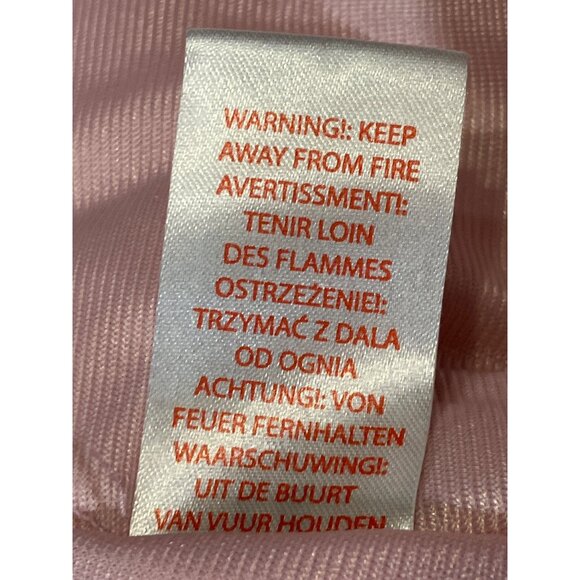 WARNING!: KEEP
AWAY FROM FIRE
AVERTISSMENT!:
TENIR LOIN
DES FLAMMES
OSTRZEŻENIE!:
TRZYMAĆ Z DALA
OD OGNIA
ACHTUNG!: VON
FEUER FERNHALTEN
WAARSCHUWING!:
UIT DE BUURT
VAN VUUR HOUDEN